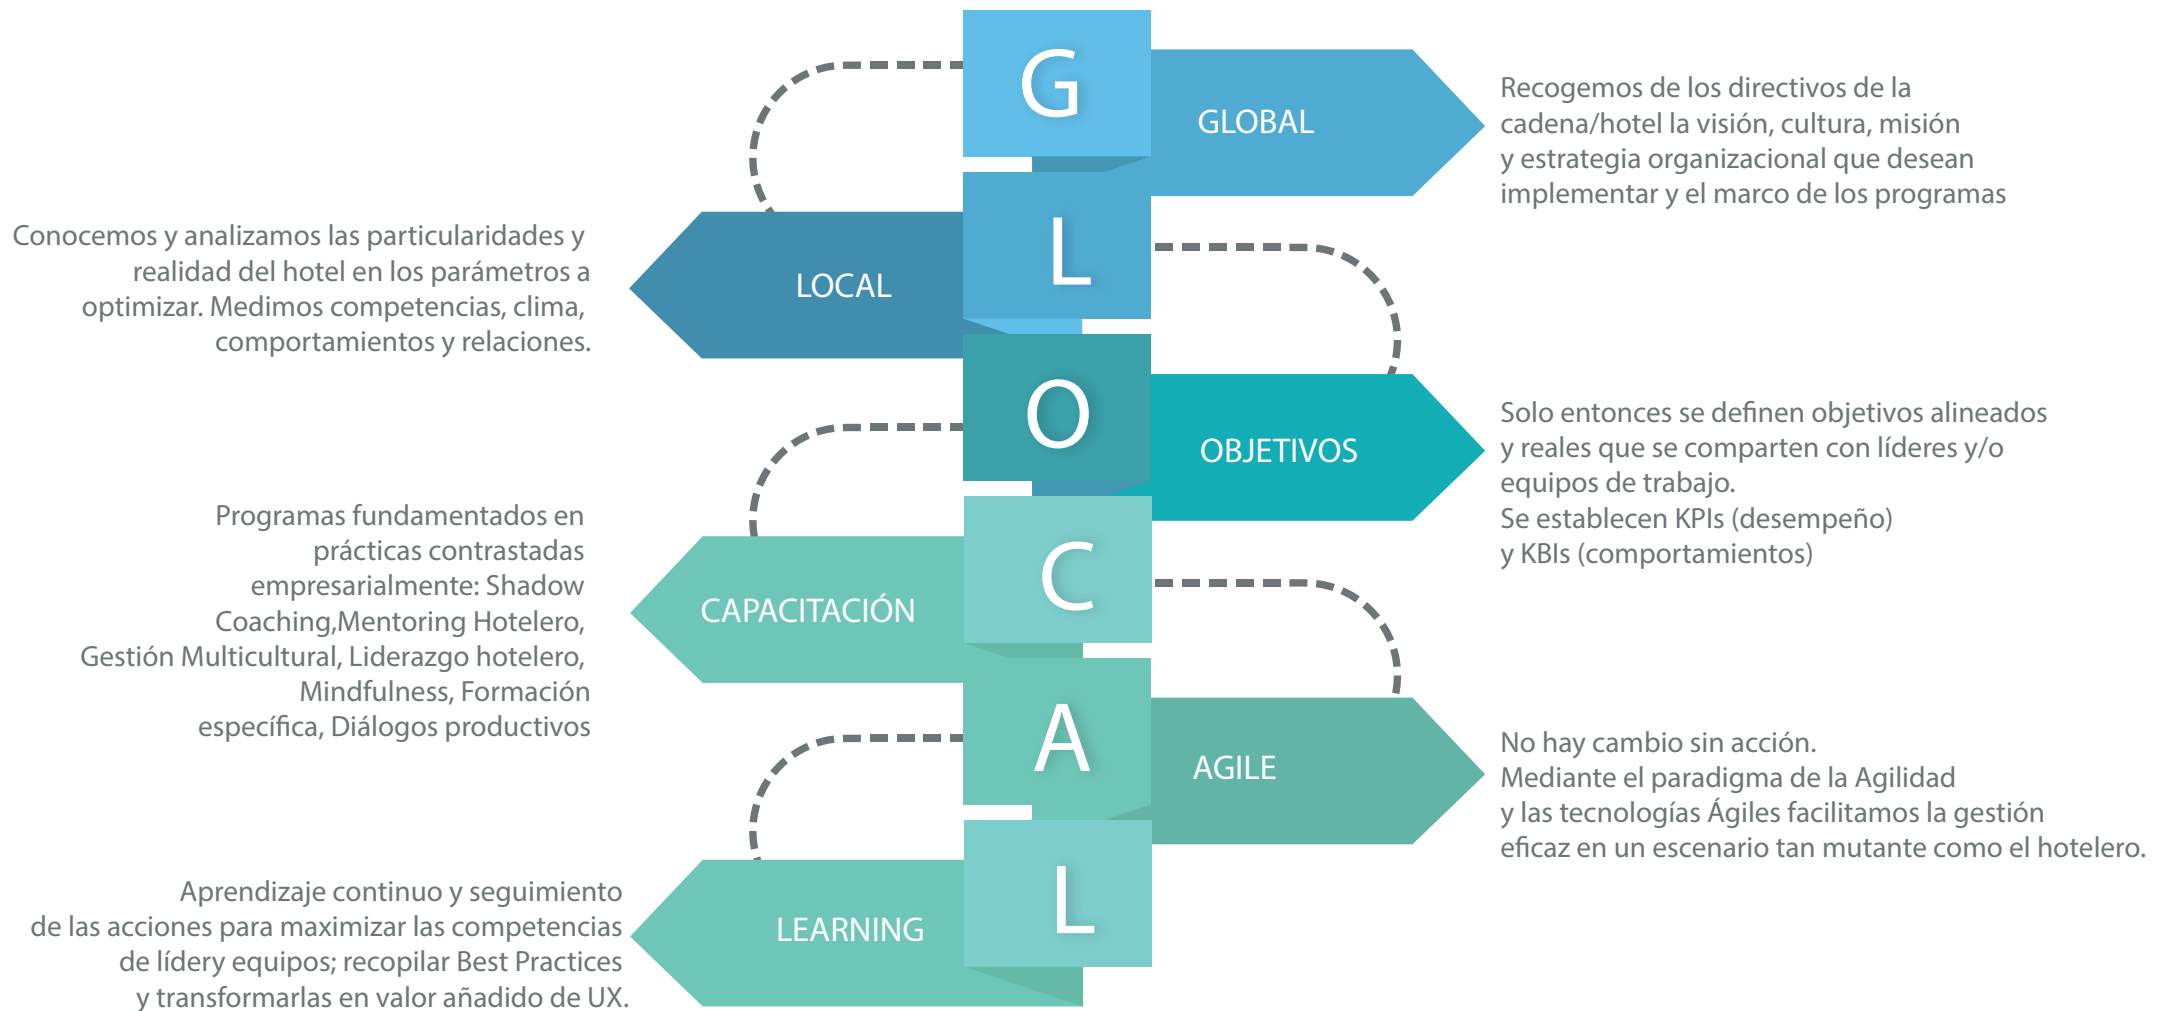 G
GLOBAL
Recogemos de los directivos de la
cadena/hotel la visión, cultura, misión
y estrategia organizacional que desean
implementar y el marco de los programas
L
LOCAL
Conocemos y analizamos las particularidades y
realidad del hotel en los parámetros a
optimizar. Medimos competencias, clima,
comportamientos y relaciones.
O
OBJETIVOS
Solo entonces se definen objetivos alineados
y reales que se comparten con líderes y/o
equipos de trabajo.
Se establecen KPIs (desempeño)
y KBIs (comportamientos)
C
CAPACITACIÓN
Programas fundamentados en
prácticas contrastadas
empresarialmente: Shadow
Coaching,Mentoring Hotelero,
Gestión Multicultural, Liderazgo hotelero,
Mindfulness, Formación
específica, Diálogos productivos
A
AGILE
No hay cambio sin acción.
Mediante el paradigma de la Agilidad
y las tecnologías Ágiles facilitamos la gestión
eficaz en un escenario tan mutante como el hotelero.
L
LEARNING
Aprendizaje continuo y seguimiento
de las acciones para maximizar las competencias
de lídery equipos; recopilar Best Practices
y transformarlas en valor añadido de UX.